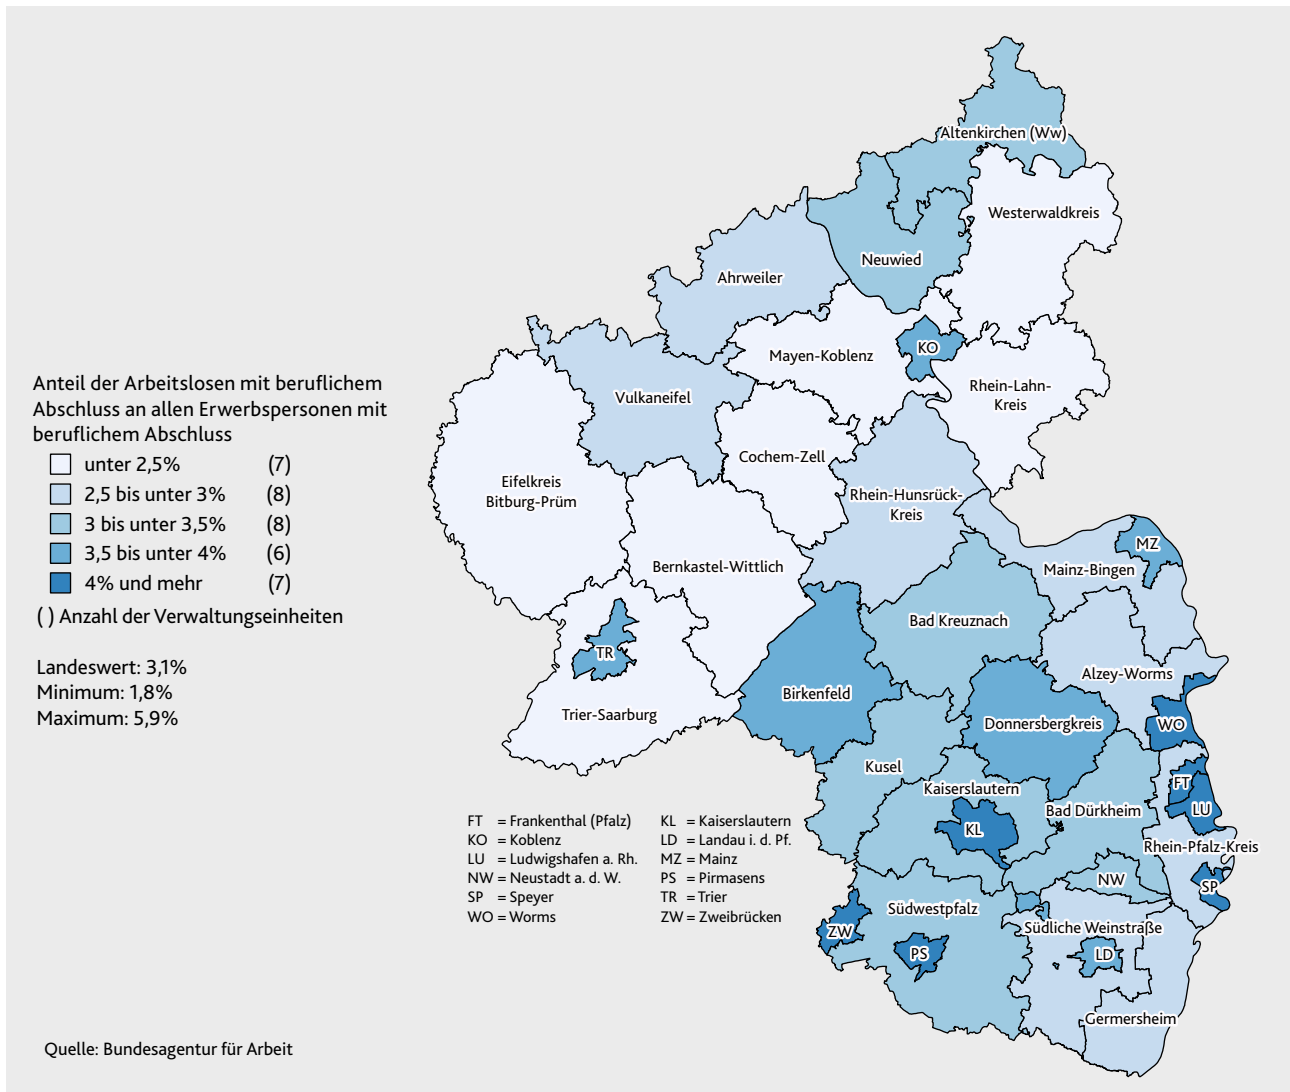 Altenkirchen (Ww)
Westerwaldkreis
Neuwied
Ahrweiler
KO
Mayen-Koblenz
Rhein-Lahn-
Kreis
Vulkaneifel
Cochem-Zell
Eifelkreis
Bitburg-Prüm
Rhein-Hunsrück-
Kreis
MZ
Bernkastel-Wittlich
Mainz-Bingen
Bad Kreuznach
TR
Alzey-Worms
Birkenfeld
Trier-Saarburg
Donnersbergkreis
WO
Kusel
Kaiserslautern
FT
Bad Dürkheim
LU
KL
Rhein-Pfalz-Kreis
NW
SP
Südwestpfalz
Südliche Weinstraße
ZW
PS
LD
Germersheim
Anteil der Arbeitslosen mit beruflichem
Abschluss an allen Erwerbspersonen mit
beruflichem Abschluss
unter 2,5% (7)
2,5 bis unter 3% (8)
3 bis unter 3,5% (8)
3,5 bis unter 4% (6)
4% und mehr (7)
( ) Anzahl der Verwaltungseinheiten
Landeswert: 3,1%
Minimum: 1,8%
Maximum: 5,9%
FT = Frankenthal (Pfalz) KL = Kaiserslautern
KO = Koblenz LD = Landau i. d. Pf.
LU = Ludwigshafen a. Rh. MZ = Mainz
NW = Neustadt a. d. W. PS = Pirmasens
SP = Speyer TR = Trier
WO = Worms ZW = Zweibrücken
Quelle: Bundesagentur für Arbeit